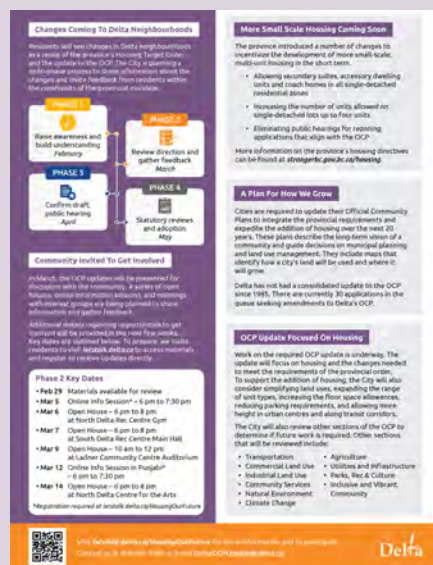 Changes Coming To Delta Neighbourhoods
Residents will see changes in Delta neighbourhoods
as a result of the province's Housing Target Order
and the update to the OCP. The City is planning a
multi-phase process to share information about the
changes and invite feedback from residents within
the constraints of the provincial mandate.
PHASE 1
Raise awareness and
build understanding
February
PHASE 2
Review direction and
gather feedback
March
PHASE 3
Confirm draft,
public hearing
April
PHASE 4
Statutory reviews
and adoption
May
Community Invited To Get Involved
In March, the OCP updates will be presented for
discussion with the community. A series of open
houses, online information sessions, and meetings
with interest groups are being planned to share
information and gather feedback.
Additional details regarding opportunities to get
involved will be provided in the next few weeks.
Key dates are outlined below. To prepare, we invite
residents to visit letstalk.delta.ca to access materials
and register to receive updates directly.
Phase 2 Key Dates
• Feb 29 Materials available for review
• Mar 5 Online Info Session* – 6 pm to 7:30 pm
• Mar 6 Open House – 6 pm to 8 pm
at North Delta Rec Centre Gym
• Mar 7 Open House – 6 pm to 8 pm
at South Delta Rec Centre Main Hall
• Mar 9 Open House – 10 am to 12 pm
at Ladner Community Centre Auditorium
• Mar 12 Online Info Session in Punjabi*
– 6 pm to 7:30 pm
• Mar 14 Open House – 6 pm to 8 pm
at North Delta Centre for the Arts
*Registration required at letstalk.delta.ca/HousingOurFuture
More Small Scale Housing Coming Soon
The province introduced a number of changes to
incentivize the development of more small-scale,
multi-unit housing in the short term.
• Allowing secondary suites, accessory dwelling
units and coach homes in all single-detached
residential zones
• Increasing the number of units allowed on
single-detached lots up to four units
• Eliminating public hearings for rezoning
applications that align with the OCP
More information on the province's housing directives
can be found at strongerbc.gov.bc.ca/housing.
A Plan For How We Grow
Cities are required to update their Official Community
Plans to integrate the provincial requirements and
expedite the addition of housing over the next 20
years. These plans describe the long-term vision of a
community and guide decisions on municipal planning
and land use management. They include maps that
identify how a city's land will be used and where it
will grow.
Delta has not had a consolidated update to the OCP
since 1985. There are currently 30 applications in the
queue seeking amendments to Delta's OCP.
OCP Update Focused On Housing
Work on the required OCP update is underway. The
update will focus on housing and the changes needed
to meet the requirements of the provincial order.
To support the addition of housing, the City will also
consider simplifying land uses, expanding the range
of unit types, increasing the floor space allowances,
reducing parking requirements, and allowing more
height in urban centres and along transit corridors.
The City will also review other sections of the OCP to
determine if future work is required. Other sections
that will be reviewed include:
• Transportation
• Commercial Land Use
• Industrial Land Use
• Community Services
• Natural Environment
• Climate Change
• Agriculture
• Utilities and Infrastructure
• Parks, Rec & Culture
• Inclusive and Vibrant
Community
Visit letstalk.delta.ca/HousingOurFuture for more information and to participate.
Delta